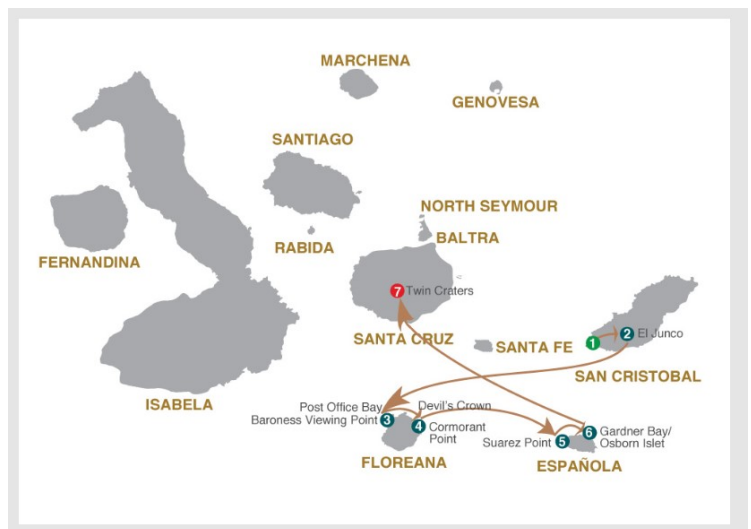 MARCHENA
GENOVESA
SANTIAGO
NORTH SEYMOUR
BALTRA
RABIDA
FERNANDINA
7 Twin Craters
SANTA CRUZ
SANTA FE
1
2 El Junco
SAN CRISTOBAL
ISABELA
Post Office Bay
Baroness Viewing Point 3
Devil's Crown
4 Cormorant
Point
FLOREANA
Suarez Point 5
6 Gardner Bay/
Osborn Islet
ESPAÑOLA